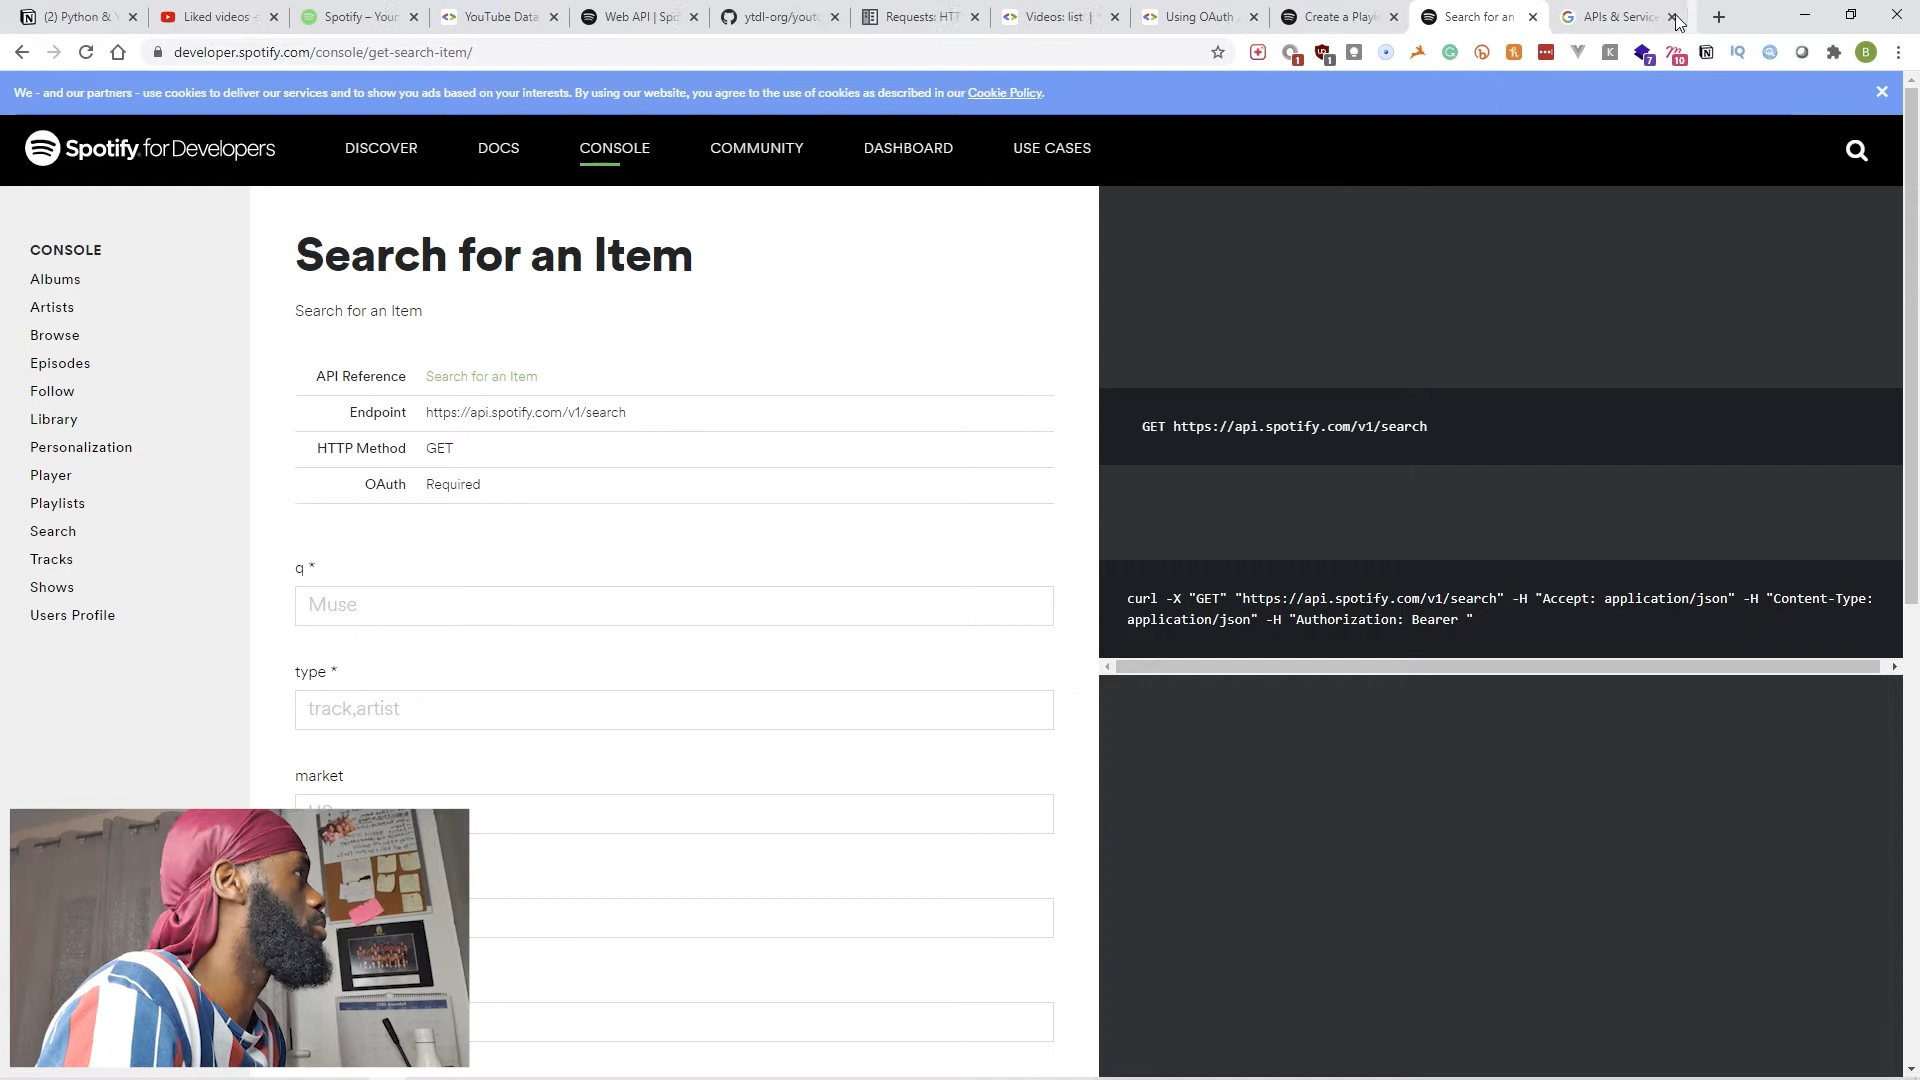 (2) Python &
Liked videos -
Spotify – Your
YouTube Data
Web API | Spo
ytdl-org/yout
Requests: HTT
Videos: list |
Using OAuth
Create a Playl
Search for an
APIs & Service
developer.spotify.com/console/get-search-item/
We - and our partners - use cookies to deliver our services and to show you ads based on your interests. By using our website, you agree to the use of cookies as described in our Cookie Policy.
Spotify for Developers
DISCOVER
DOCS
CONSOLE
COMMUNITY
DASHBOARD
USE CASES
CONSOLE
Albums
Artists
Browse
Episodes
Follow
Library
Personalization
Player
Playlists
Search
Tracks
Shows
Users Profile
Search for an Item
Search for an Item
API Reference Search for an Item
Endpoint https://api.spotify.com/v1/search
HTTP Method GET
OAuth Required
q *
Muse
type *
track,artist
market
GET https://api.spotify.com/v1/search
curl -X "GET" "https://api.spotify.com/v1/search" -H "Accept: application/json" -H "Content-Type:
application/json" -H "Authorization: Bearer "
1
1
7
10
B